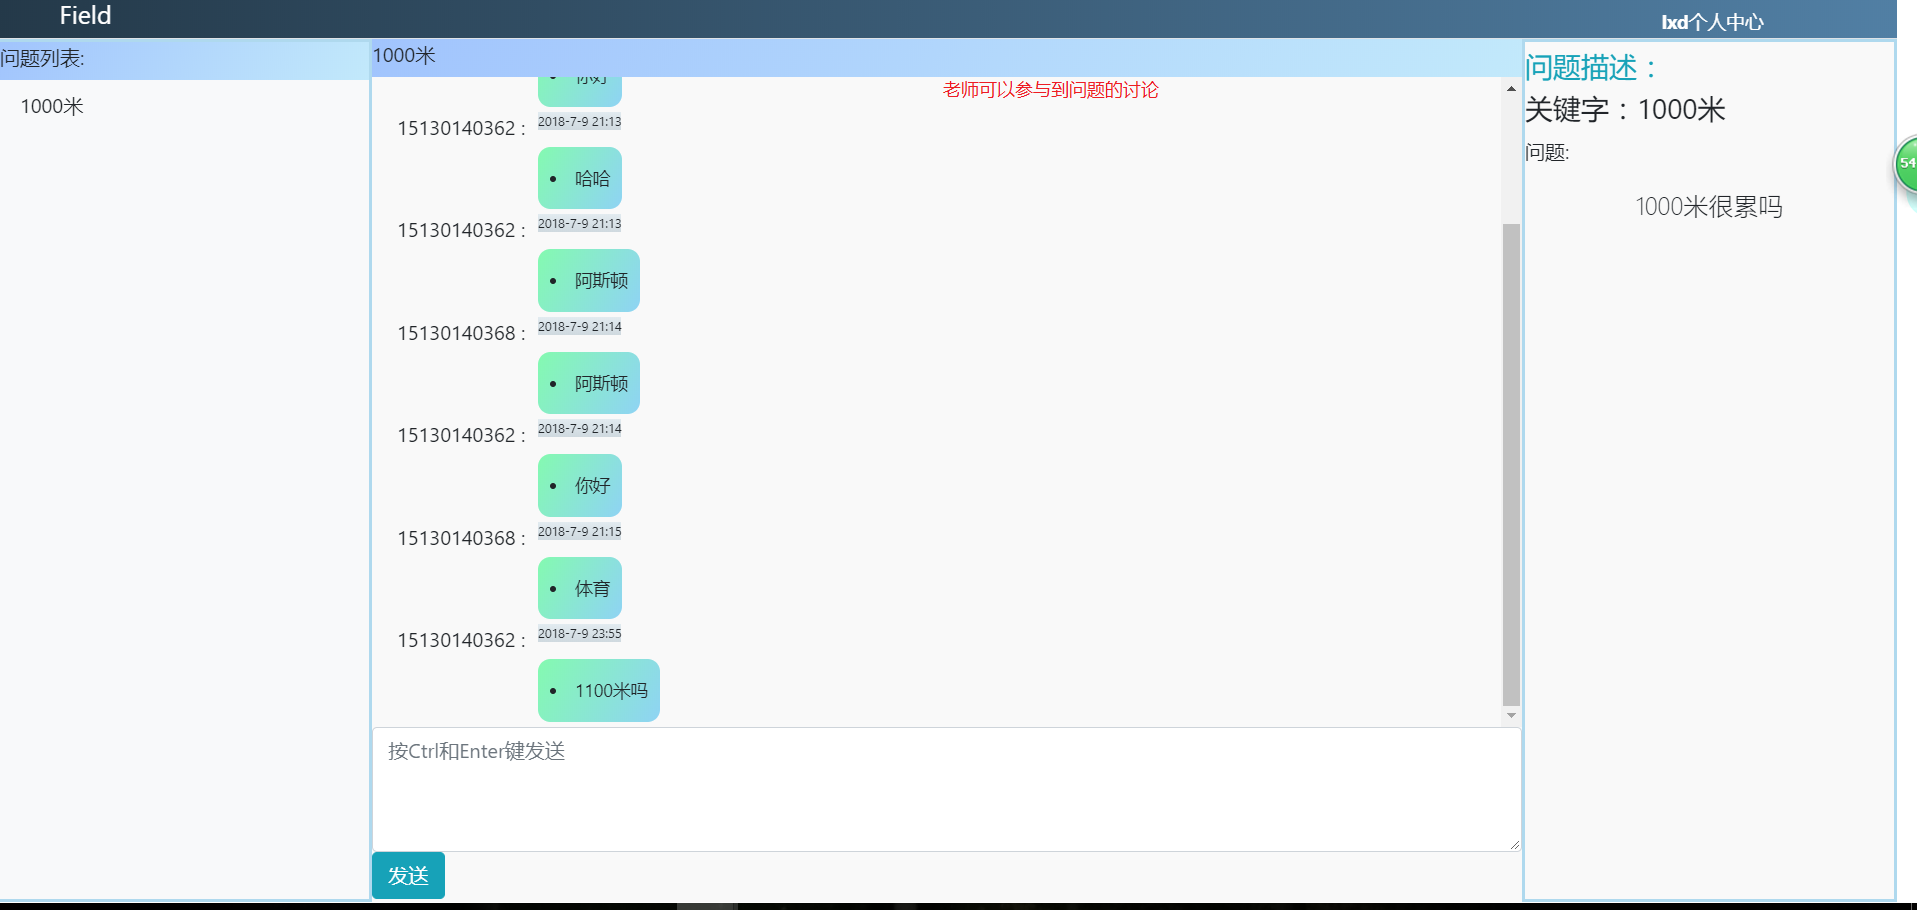 Field
lxd个人中心
问题列表:
1000米
1000米
老师可以参与到问题的讨论
你好
15130140362 :
2018-7-9 21:13
哈哈
15130140362 :
2018-7-9 21:13
阿斯顿
15130140368 :
2018-7-9 21:14
阿斯顿
15130140362 :
2018-7-9 21:14
你好
15130140368 :
2018-7-9 21:15
体育
15130140362 :
2018-7-9 23:55
1100米吗
按Ctrl和Enter键发送
发送
问题描述：
关键字：1000米
问题:
1000米很累吗
54